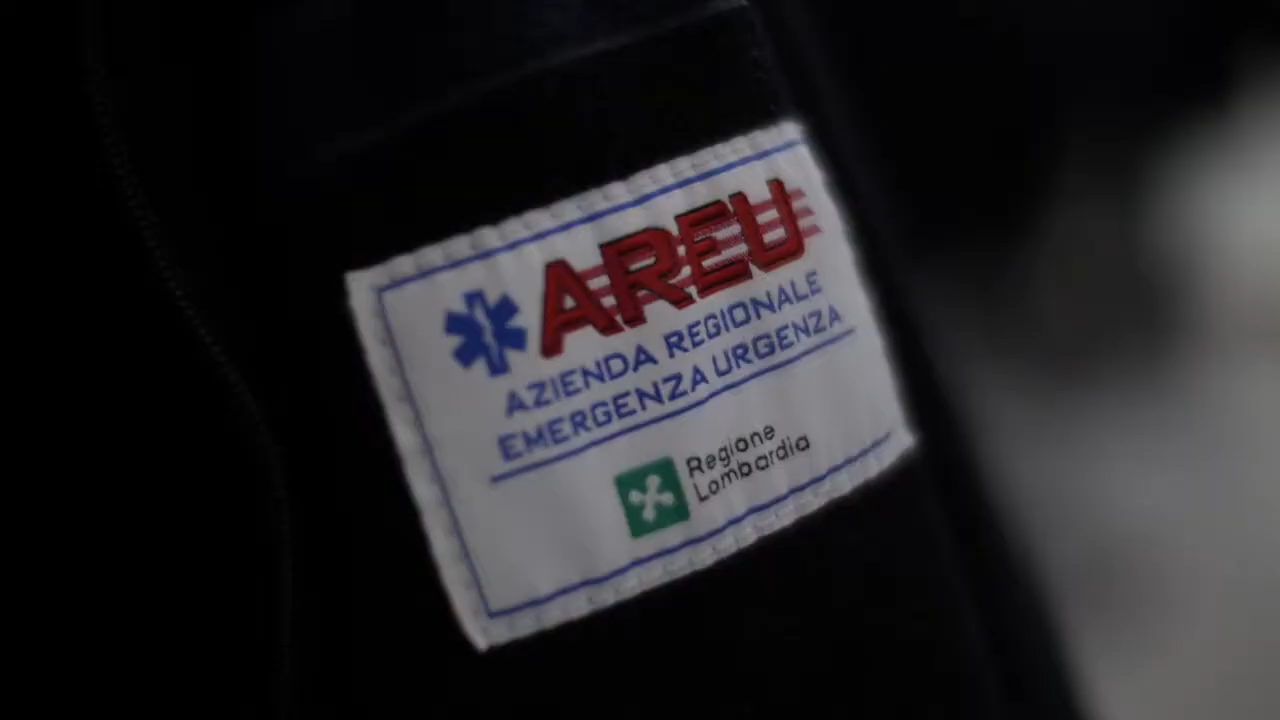 AREU
AZIENDA REGIONALE
EMERGENZA URGENZA
Regione
Lombardia